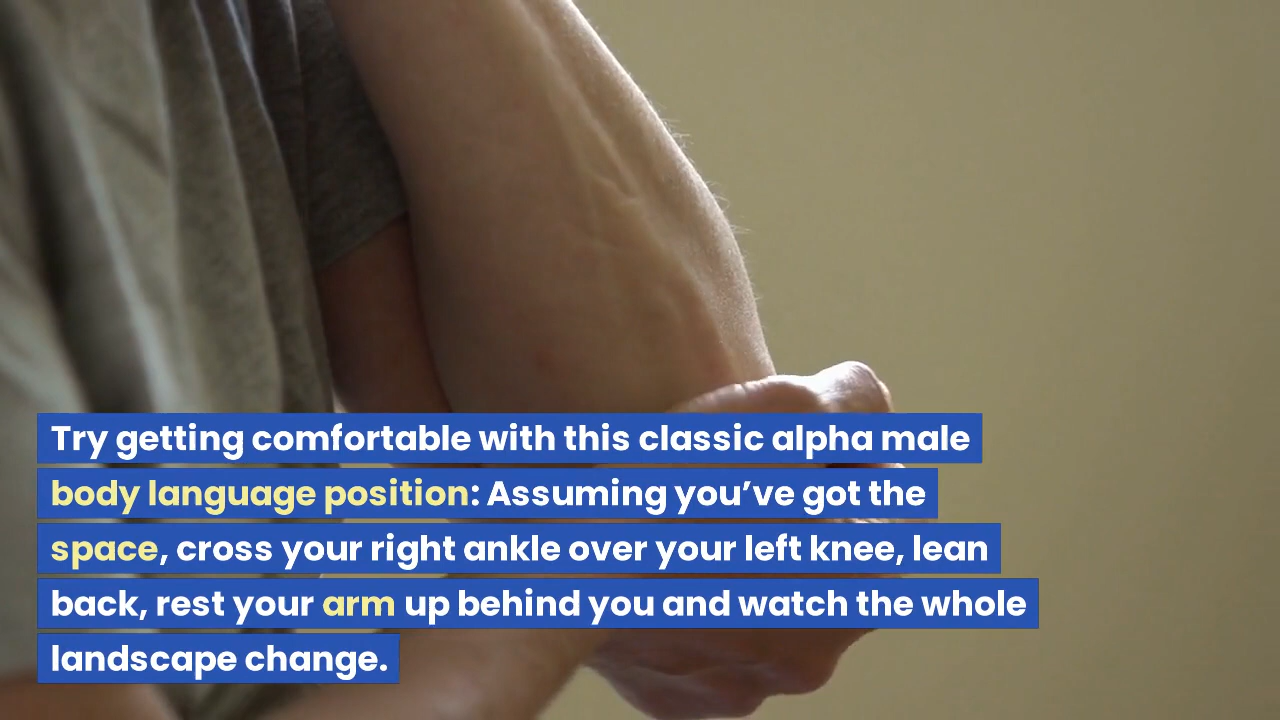 Try getting comfortable with this classic alpha male
body language position: Assuming you’ve got the
space, cross your right ankle over your left knee, lean
back, rest your arm up behind you and watch the whole
landscape change.